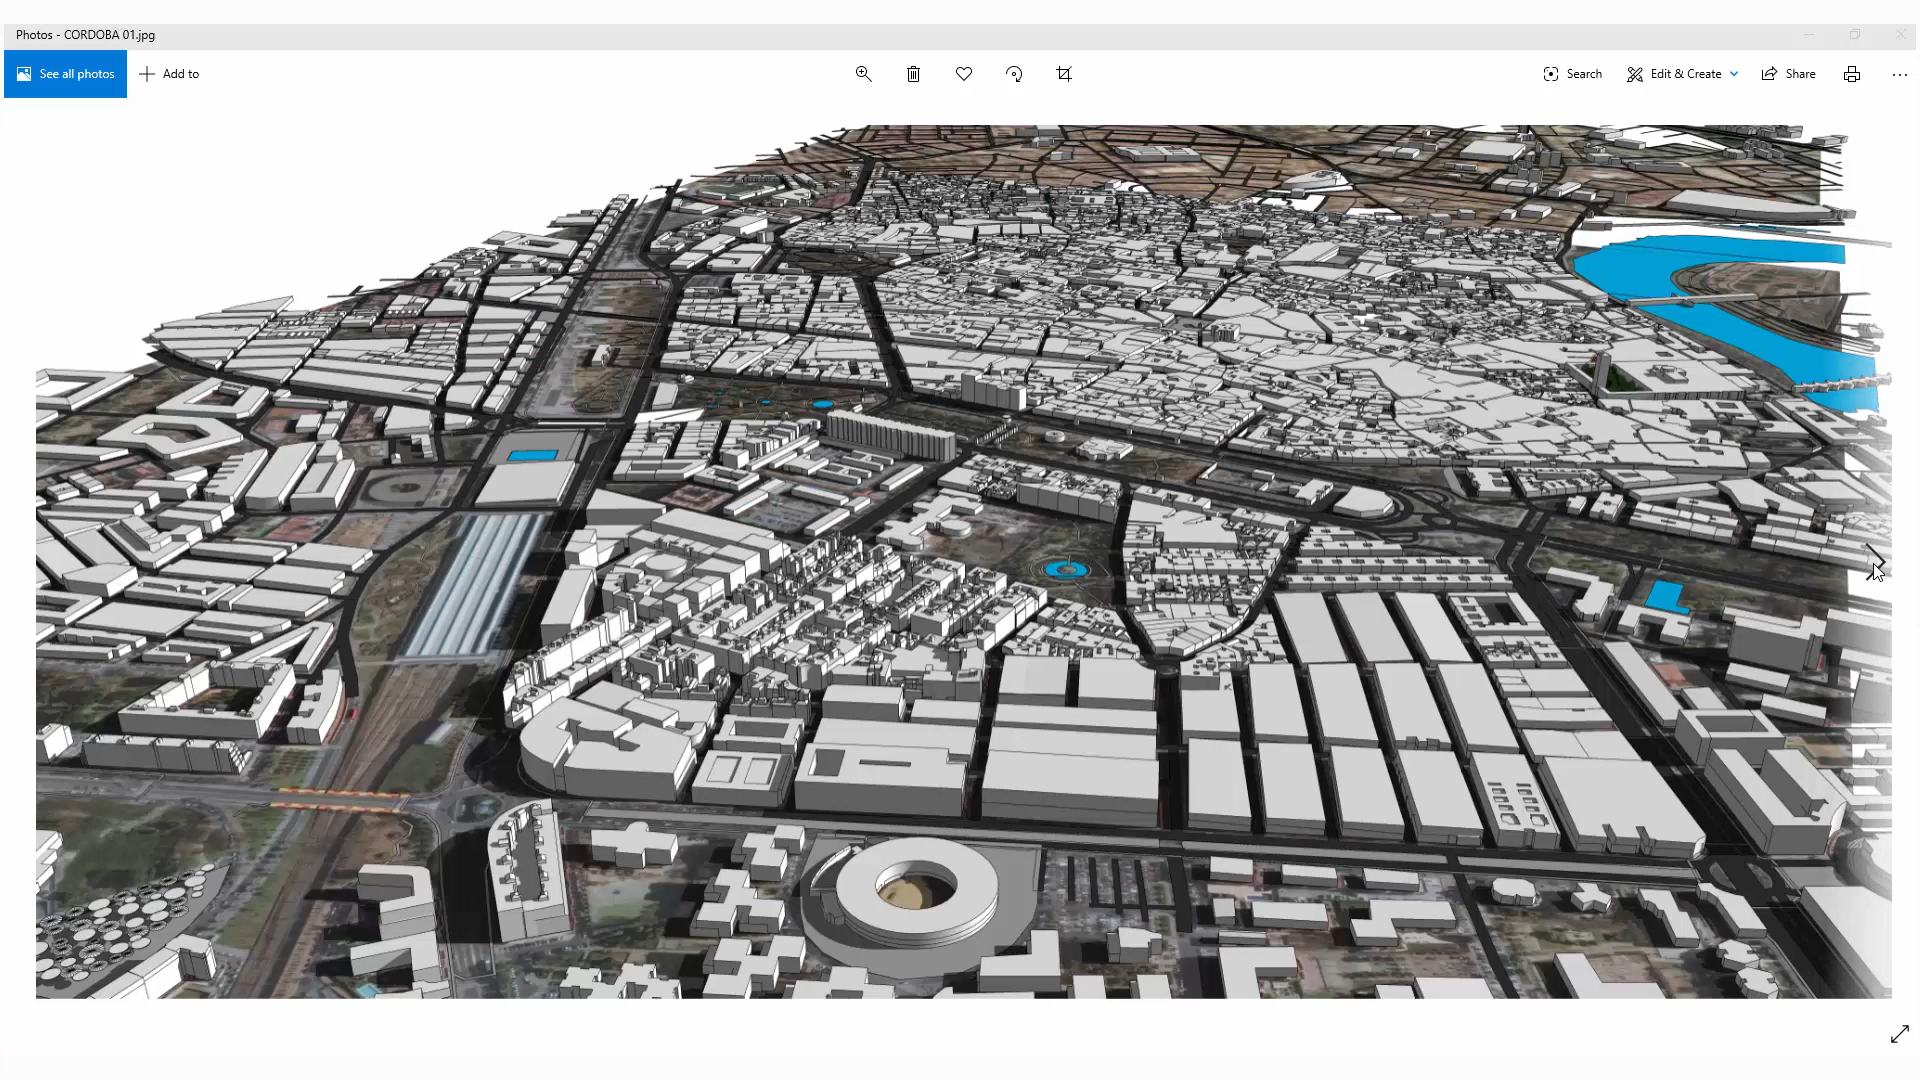 Photos - CORDOBA 01.jpg
See all photos
Add to
Search
Edit & Create
Share